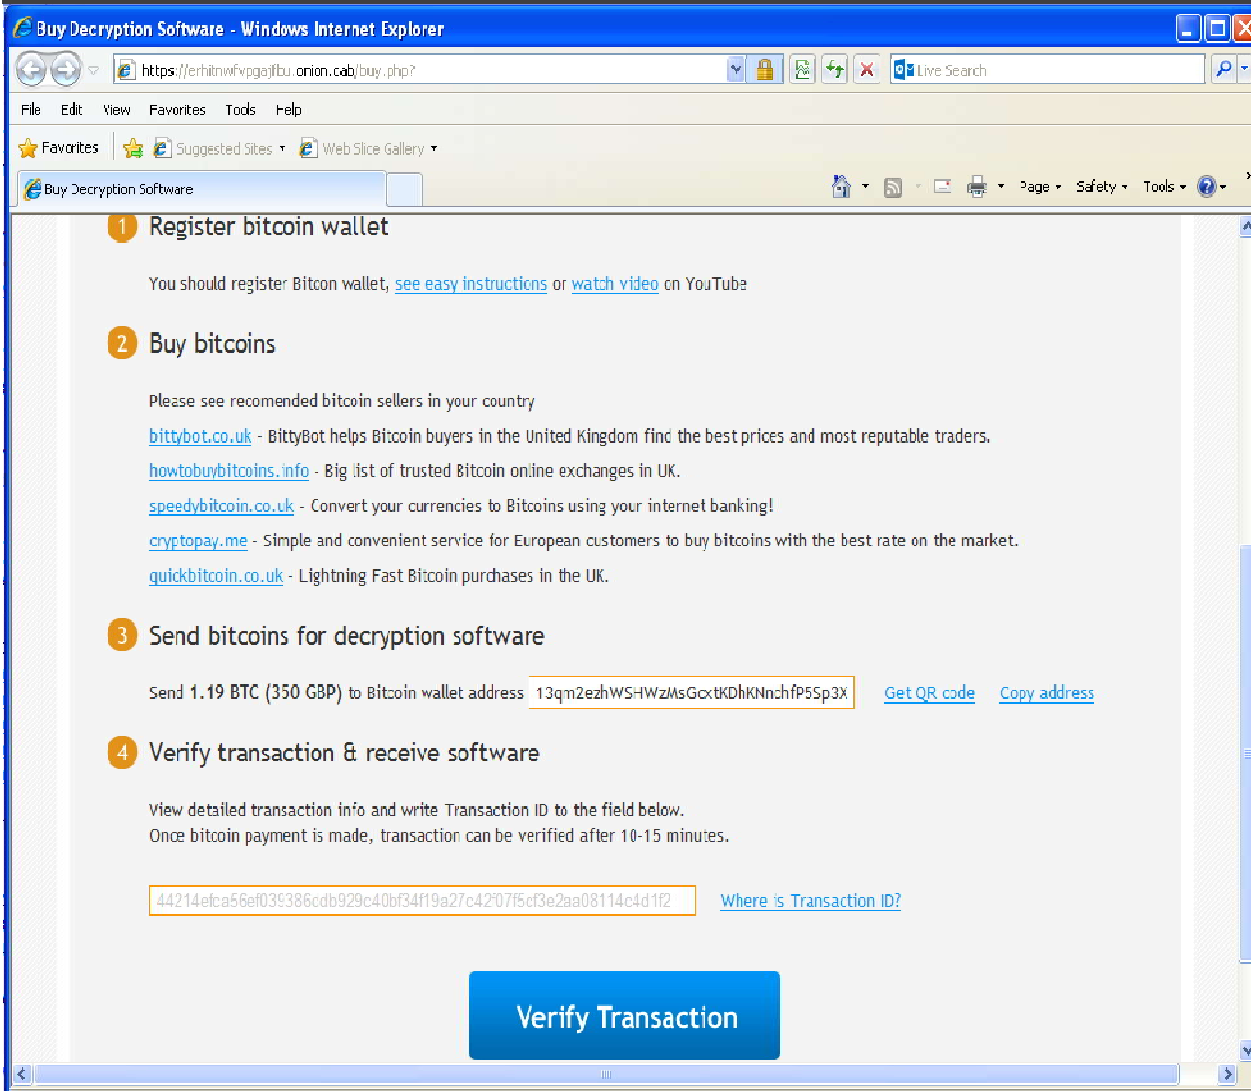 Buy Decryption Software - Windows Internet Explorer
https://erhitnwfvpgajfbu.onion.cab/buy.php?
Live Search
File Edit View Favorites Tools Help
Favorites Suggested Sites Web Slice Gallery
Buy Decryption Software
Page Safety Tools
1 Register bitcoin wallet
You should register Bitcon wallet, see easy instructions or watch video on YouTube
2 Buy bitcoins
Please see recomended bitcoin sellers in your country
bittybot.co.uk - BittyBot helps Bitcoin buyers in the United Kingdom find the best prices and most reputable traders.
howtobuybitcoins.info - Big list of trusted Bitcoin online exchanges in UK.
speedybitcoin.co.uk - Convert your currencies to Bitcoins using your internet banking!
cryptopay.me - Simple and convenient service for European customers to buy bitcoins with the best rate on the market.
quickbitcoin.co.uk - Lightning Fast Bitcoin purchases in the UK.
3 Send bitcoins for decryption software
Send 1.19 BTC (350 GBP) to Bitcoin wallet address Get QR code Copy address
4 Verify transaction & receive software
View detailed transaction info and write Transaction ID to the field below.
Once bitcoin payment is made, transaction can be verified after 10-15 minutes.
Where is Transaction ID?
Verify Transaction